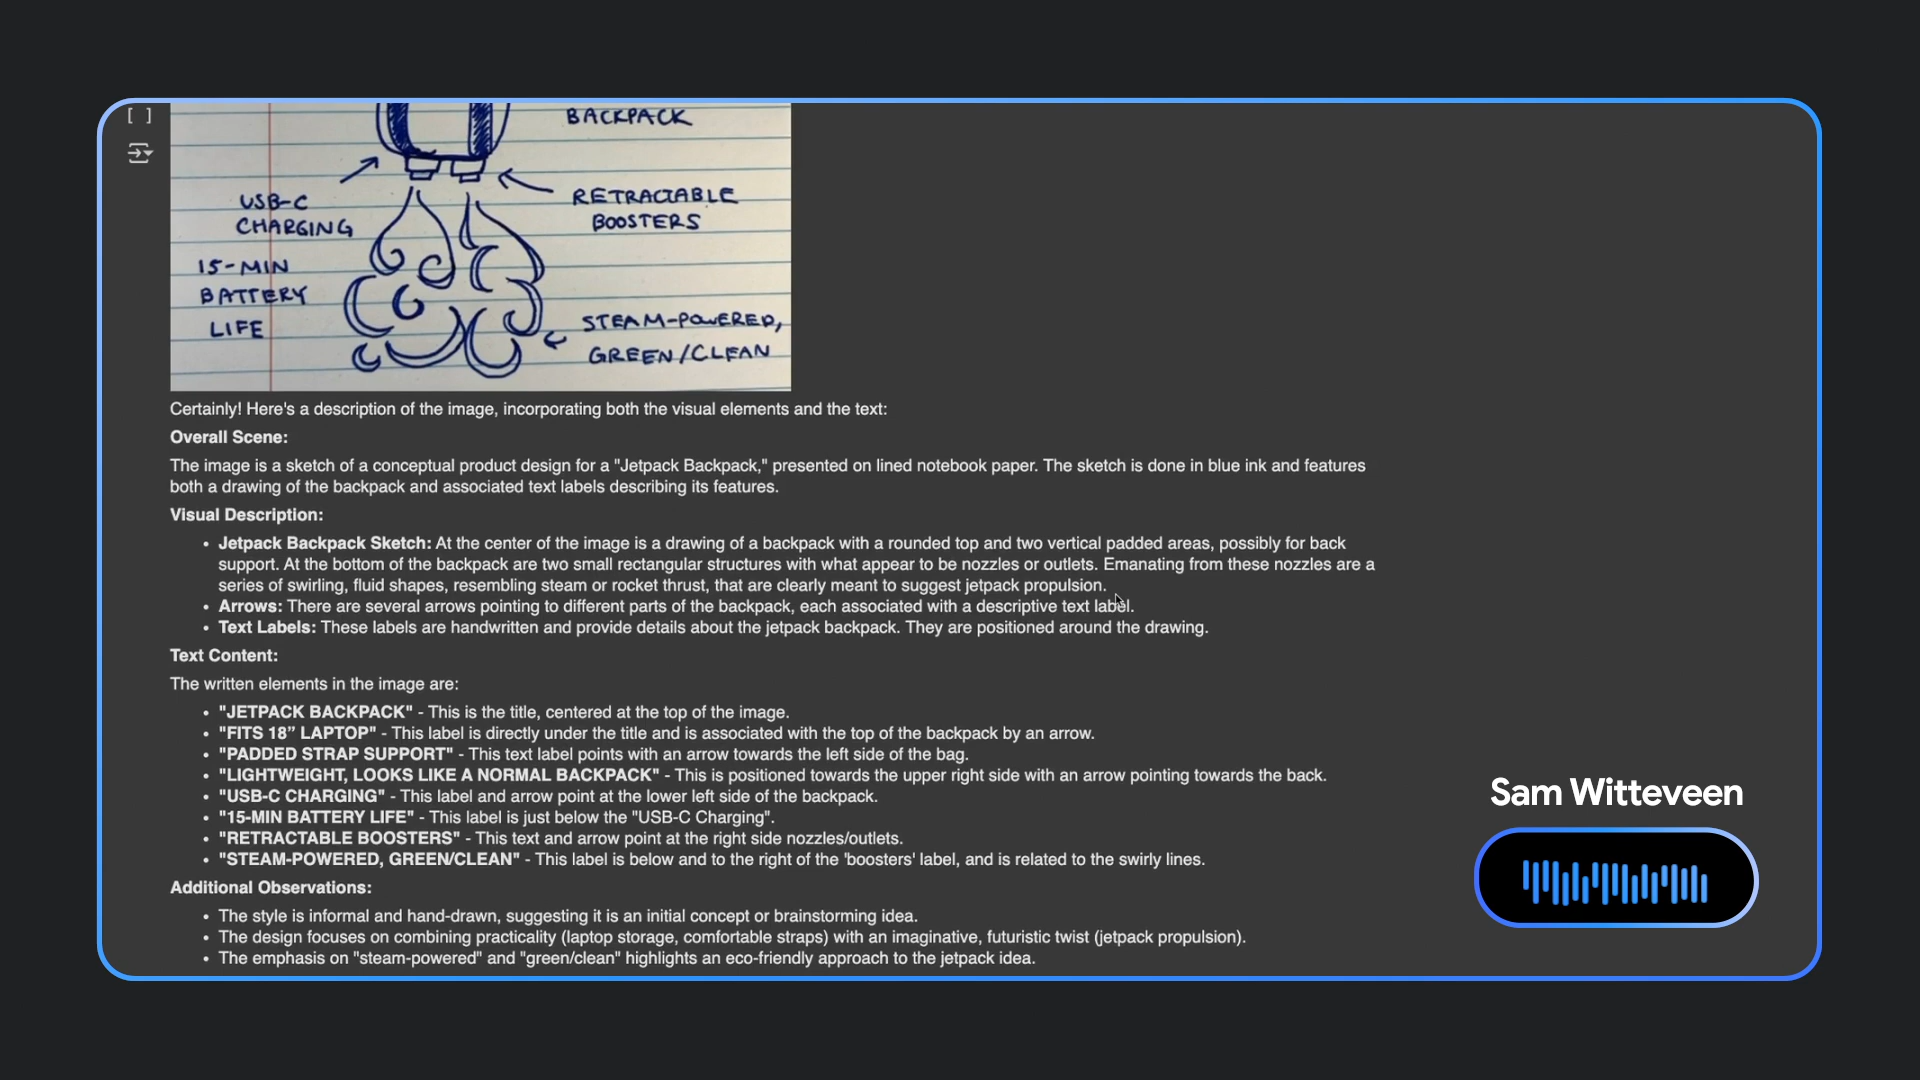 [ ]
BACKPACK
USB-C
CHARGING
RETRACTABLE
BOOSTERS
15-MIN
BATTERY
LIFE
STEAM-POWERED,
GREEN/CLEAN
Certainly! Here's a description of the image, incorporating both the visual elements and the text:
Overall Scene:
The image is a sketch of a conceptual product design for a "Jetpack Backpack," presented on lined notebook paper. The sketch is done in blue ink and features
both a drawing of the backpack and associated text labels describing its features.
Visual Description:
• Jetpack Backpack Sketch: At the center of the image is a drawing of a backpack with a rounded top and two vertical padded areas, possibly for back
support. At the bottom of the backpack are two small rectangular structures with what appear to be nozzles or outlets. Emanating from these nozzles are a
series of swirling, fluid shapes, resembling steam or rocket thrust, that are clearly meant to suggest jetpack propulsion.
• Arrows: There are several arrows pointing to different parts of the backpack, each associated with a descriptive text label.
• Text Labels: These labels are handwritten and provide details about the jetpack backpack. They are positioned around the drawing.
Text Content:
The written elements in the image are:
• "JETPACK BACKPACK" - This is the title, centered at the top of the image.
• "FITS 18” LAPTOP" - This label is directly under the title and is associated with the top of the backpack by an arrow.
• "PADDED STRAP SUPPORT" - This text label points with an arrow towards the left side of the bag.
• "LIGHTWEIGHT, LOOKS LIKE A NORMAL BACKPACK" - This is positioned towards the upper right side with an arrow pointing towards the back.
• "USB-C CHARGING" - This label and arrow point at the lower left side of the backpack.
• "15-MIN BATTERY LIFE" - This label is just below the "USB-C Charging".
• "RETRACTABLE BOOSTERS" - This text and arrow point at the right side nozzles/outlets.
• "STEAM-POWERED, GREEN/CLEAN" - This label is below and to the right of the 'boosters' label, and is related to the swirly lines.
Additional Observations:
• The style is informal and hand-drawn, suggesting it is an initial concept or brainstorming idea.
• The design focuses on combining practicality (laptop storage, comfortable straps) with an imaginative, futuristic twist (jetpack propulsion).
• The emphasis on "steam-powered" and "green/clean" highlights an eco-friendly approach to the jetpack idea.
Sam Witteveen